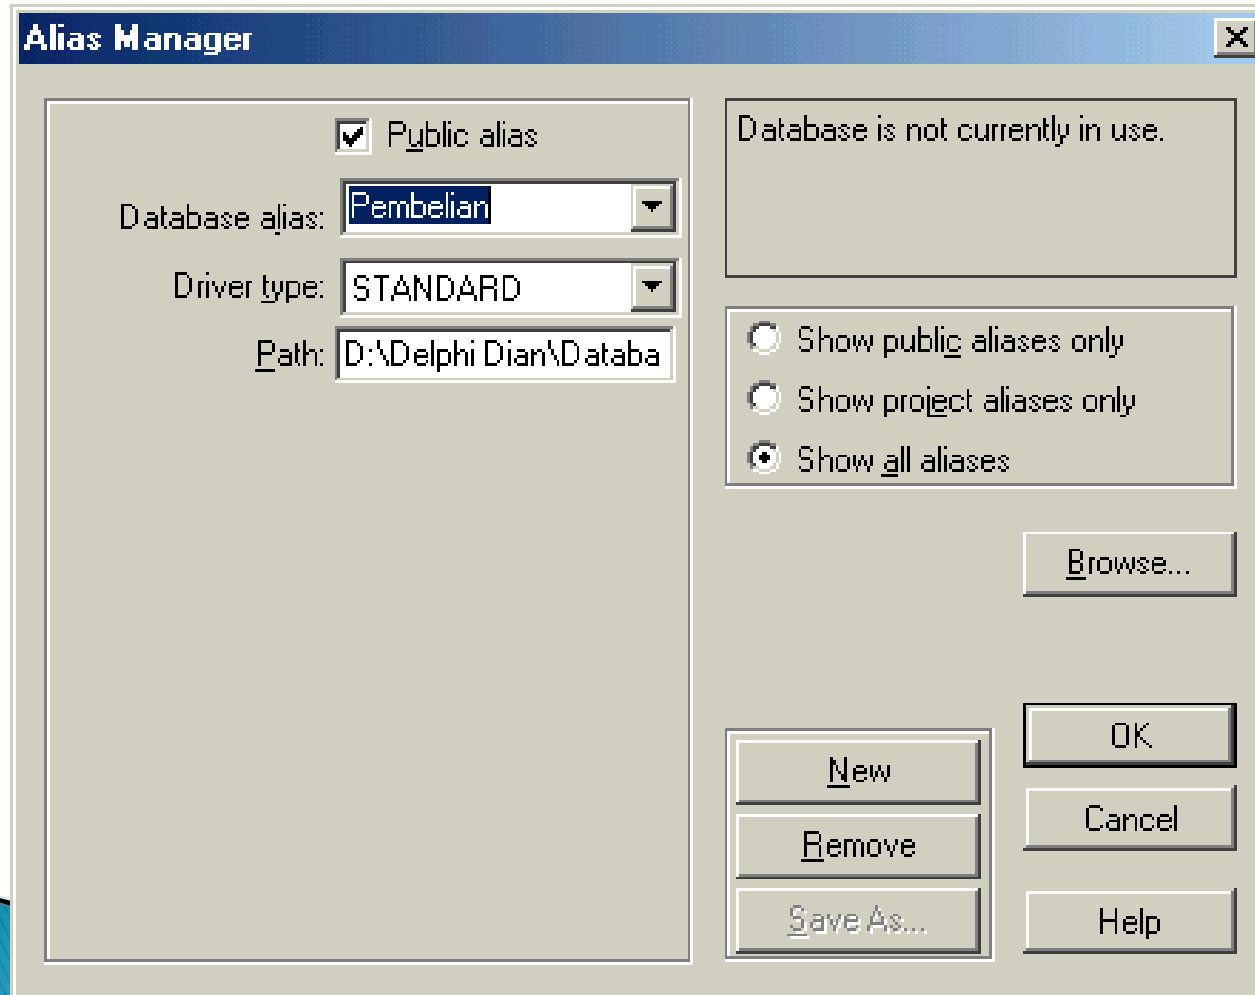 Alias Manager
Public alias
Database alias: Pembelian
Driver type: STANDARD
Path: D:\Delphi Dian\Databa
Database is not currently in use.
Show public aliases only
Show project aliases only
Show all aliases
Browse...
New
Remove
Save As...
OK
Cancel
Help